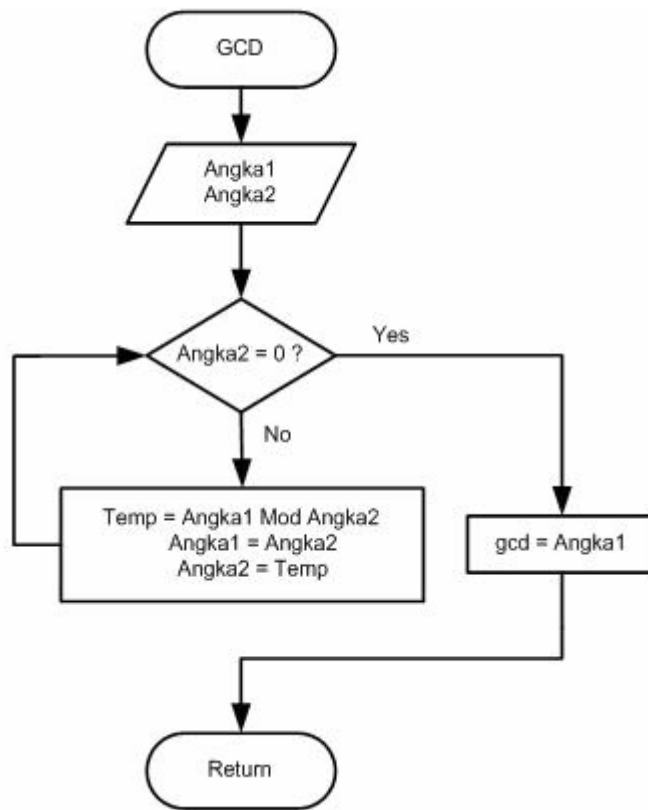 GCD
Angka1
Angka2
Angka2 = 0 ?
Yes
No
Temp = Angka1 Mod Angka2
Angka1 = Angka2
Angka2 = Temp
gcd = Angka1
Return